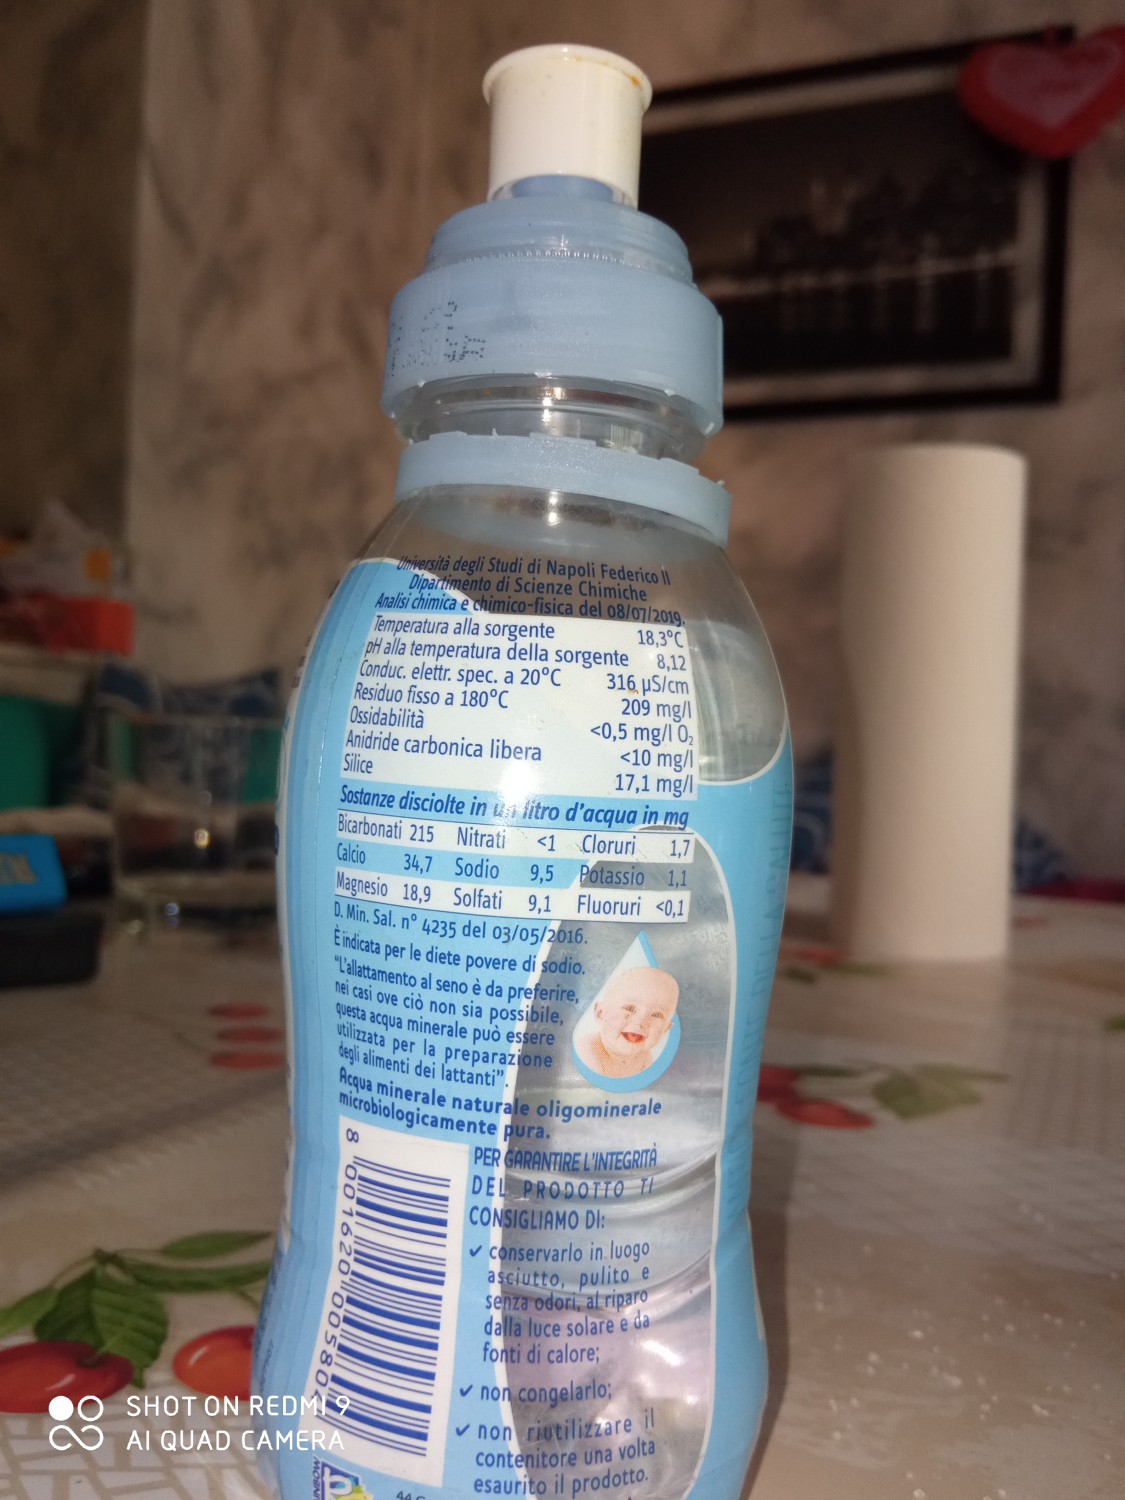 Università degli Studi di Napoli Federico II
Dipartimento di Scienze Chimiche
Analisi chimica e chimico-fisica del 08/07/2019.
Temperatura alla sorgente 18,3°C
pH alla temperatura della sorgente 8,12
Conduc. elettr. spec. a 20°C 316 µS/cm
Residuo fisso a 180°C 209 mg/l
Ossidabilità <0,5 mg/l O₂
Anidride carbonica libera <10 mg/l
Silice 17,1 mg/l
Sostanze disciolte in un litro d'acqua in mg
Bicarbonati 215 Nitrati <1 Cloruri 1,7
Calcio 34,7 Sodio 9,5 Potassio 1,1
Magnesio 18,9 Solfati 9,1 Fluoruri <0,1
D. Min. Sal. n° 4235 del 03/05/2016.
È indicata per le diete povere di sodio.
"L'allattamento al seno è da preferire,
nei casi ove ciò non sia possibile,
questa acqua minerale può essere
utilizzata per la preparazione
degli alimenti dei lattanti".
Acqua minerale naturale oligominerale
microbiologicamente pura.
PER GARANTIRE L'INTEGRITÀ
DEL PRODOTTO TI
CONSIGLIAMO DI:
✓ conservarlo in luogo
asciutto, pulito e
senza odori, al riparo
dalla luce solare e da
fonti di calore;
✓ non congelarlo;
✓ non riutilizzare il
contenitore una volta
esaurito il prodotto.
8 001620 005804
SHOT ON REDMI 9
AI QUAD CAMERA